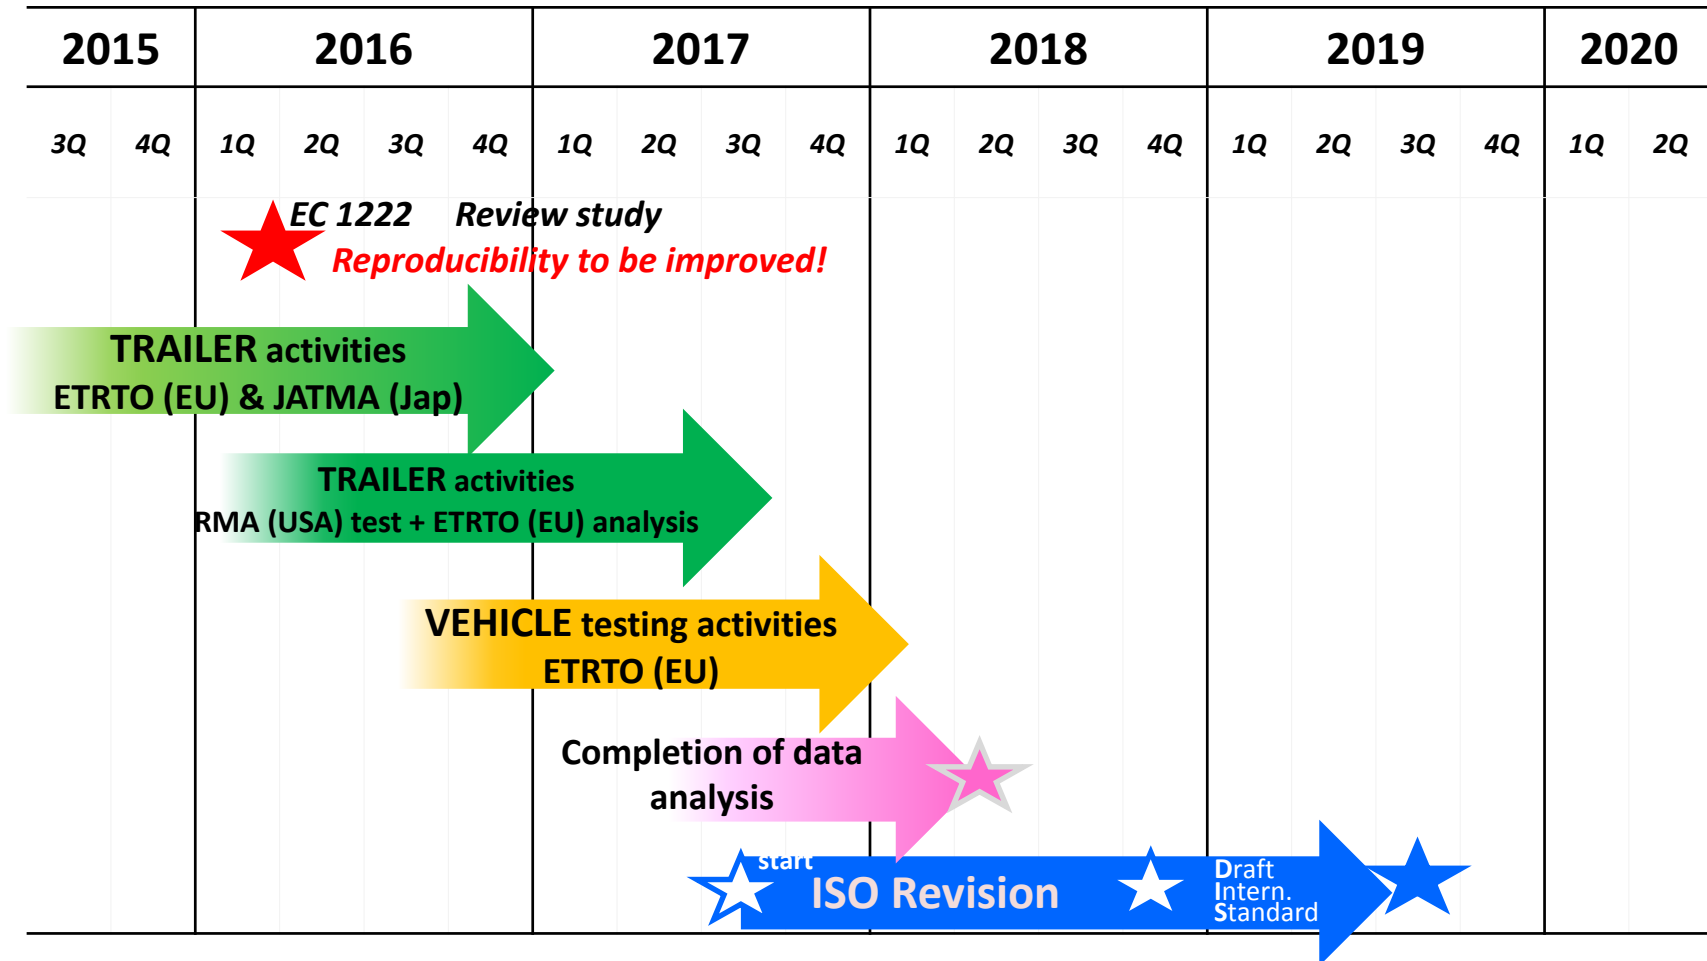 2015 2016 2017 2018 2019 2020
3Q 4Q 1Q 2Q 3Q 4Q 1Q 2Q 3Q 4Q 1Q 2Q 3Q 4Q 1Q 2Q 3Q 4Q 1Q 2Q
EC 1222 Review study
Reproducibility to be improved!
TRAILER activities
ETRTO (EU) & JATMA (Jap)
TRAILER activities
RMA (USA) test + ETRTO (EU) analysis
VEHICLE testing activities
ETRTO (EU)
Completion of data
analysis
start
ISO Revision
Draft
Intern.
Standard